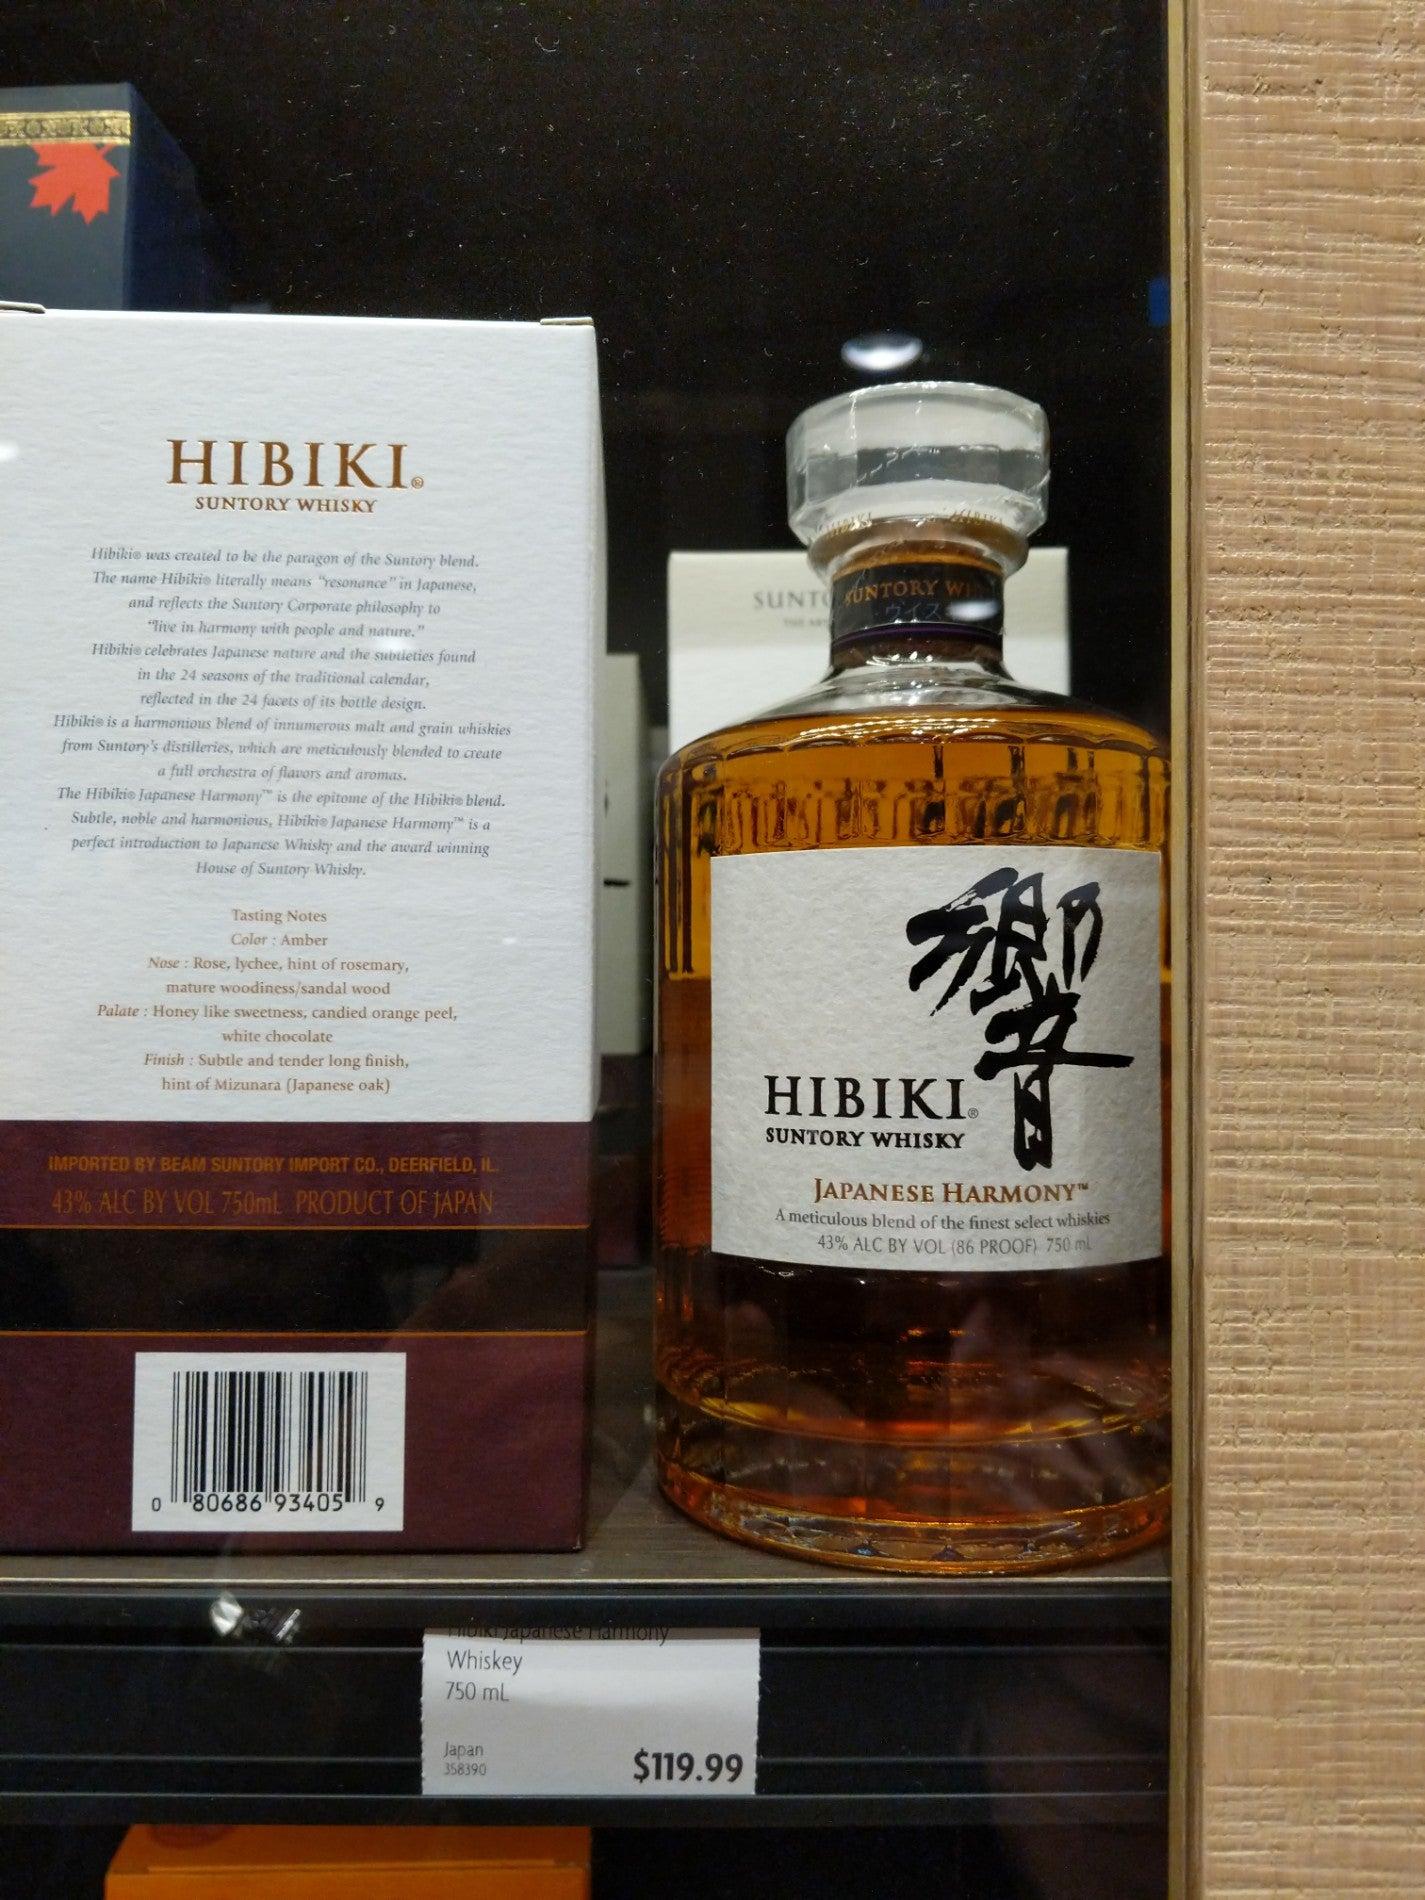 HIBIKI®
SUNTORY WHISKY
Hibiki® was created to be the paragon of the Suntory blend.
The name Hibiki® literally means "resonance" in Japanese,
and reflects the Suntory Corporate philosophy to
"live in harmony with people and nature."
Hibiki® celebrates Japanese nature and the subtleties found
in the 24 seasons of the traditional calendar,
reflected in the 24 facets of its bottle design.
Hibiki® is a harmonious blend of innumerous malt and grain whiskies
from Suntory's distilleries, which are meticulously blended to create
a full orchestra of flavors and aromas.
The Hibiki® Japanese Harmony™ is the epitome of the Hibiki® blend.
Subtle, noble and harmonious, Hibiki® Japanese Harmony™ is a
perfect introduction to Japanese Whisky and the award winning
House of Suntory Whisky.
Tasting Notes
Color : Amber
Nose : Rose, lychee, hint of rosemary,
mature woodiness/sandal wood
Palate : Honey like sweetness, candied orange peel,
white chocolate
Finish : Subtle and tender long finish,
hint of Mizunara (Japanese oak)
IMPORTED BY BEAM SUNTORY IMPORT CO., DEERFIELD, IL.
43% ALC BY VOL 750mL PRODUCT OF JAPAN
0 80686 93405 9
HIBIKI HIBIKI
SUNTORY
響
HIBIKI®
SUNTORY WHISKY
JAPANESE HARMONY™
A meticulous blend of the finest select whiskies
43% ALC BY VOL (86 PROOF) 750 mL
Hibiki Japanese Harmony
Whiskey
750 mL
Japan
358390
$119.99